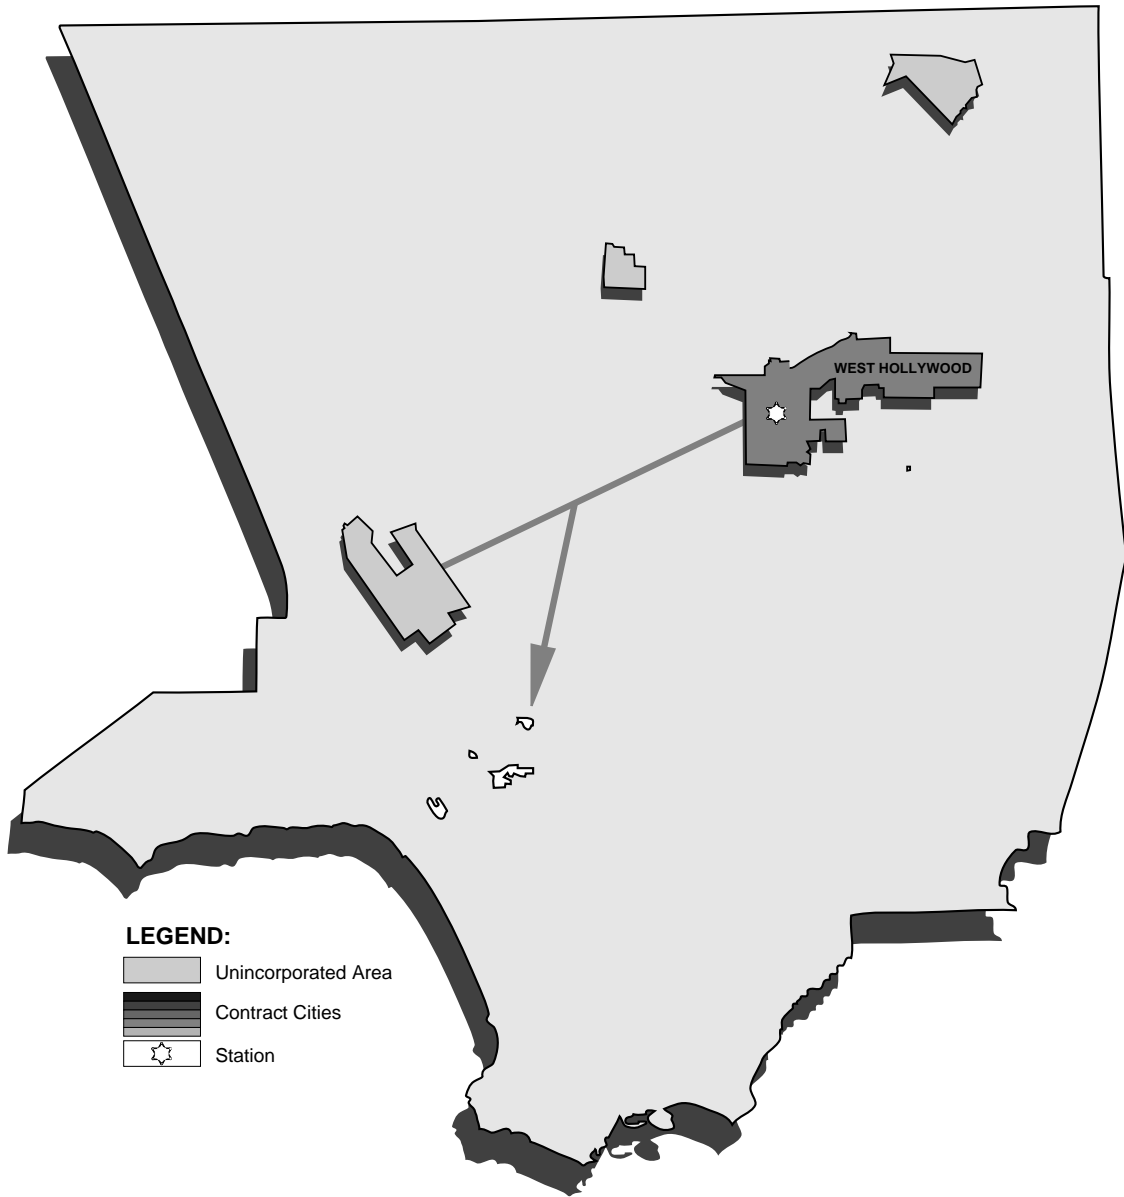 WEST HOLLYWOOD
LEGEND:
Unincorporated Area
Contract Cities
Station